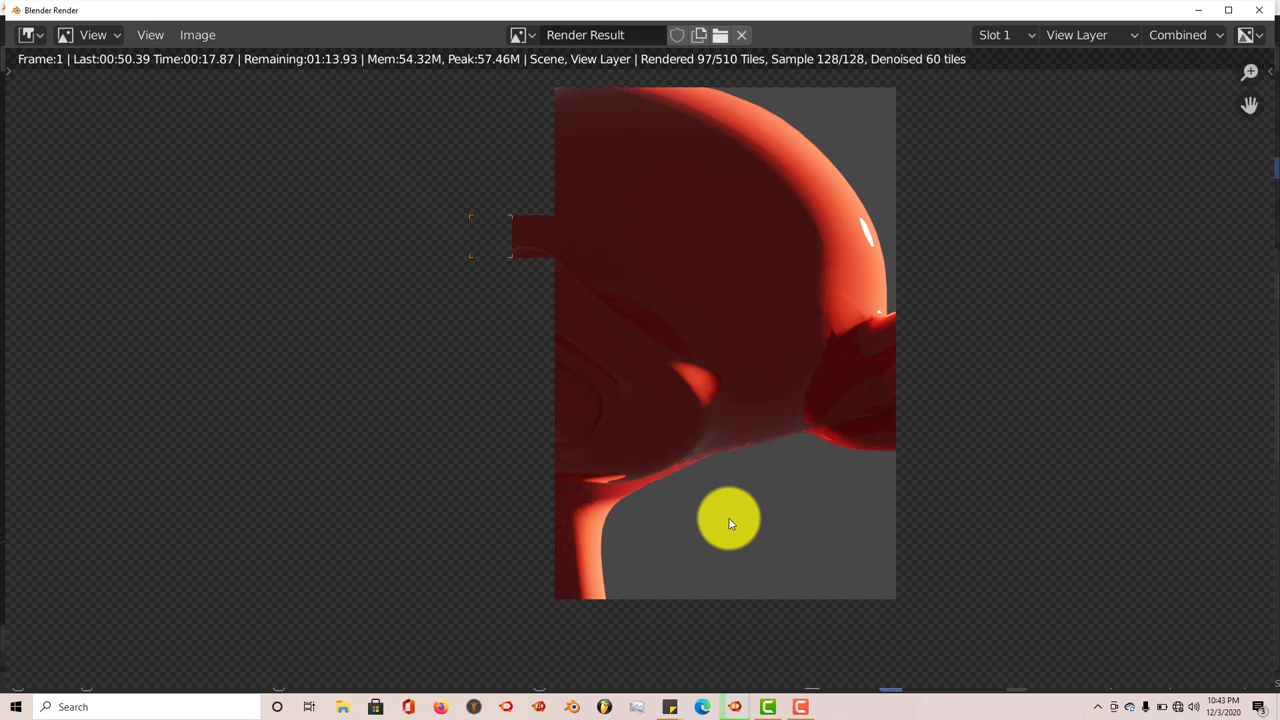 Blender Render
View View Image Render Result Slot 1 View Layer Combined
Frame:1 | Last:00:50.39 Time:00:17.87 | Remaining:01:13.93 | Mem:54.32M, Peak:57.46M | Scene, View Layer | Rendered 97/510 Tiles, Sample 128/128, Denoised 60 tiles
Search
10:43 PM
12/3/2020